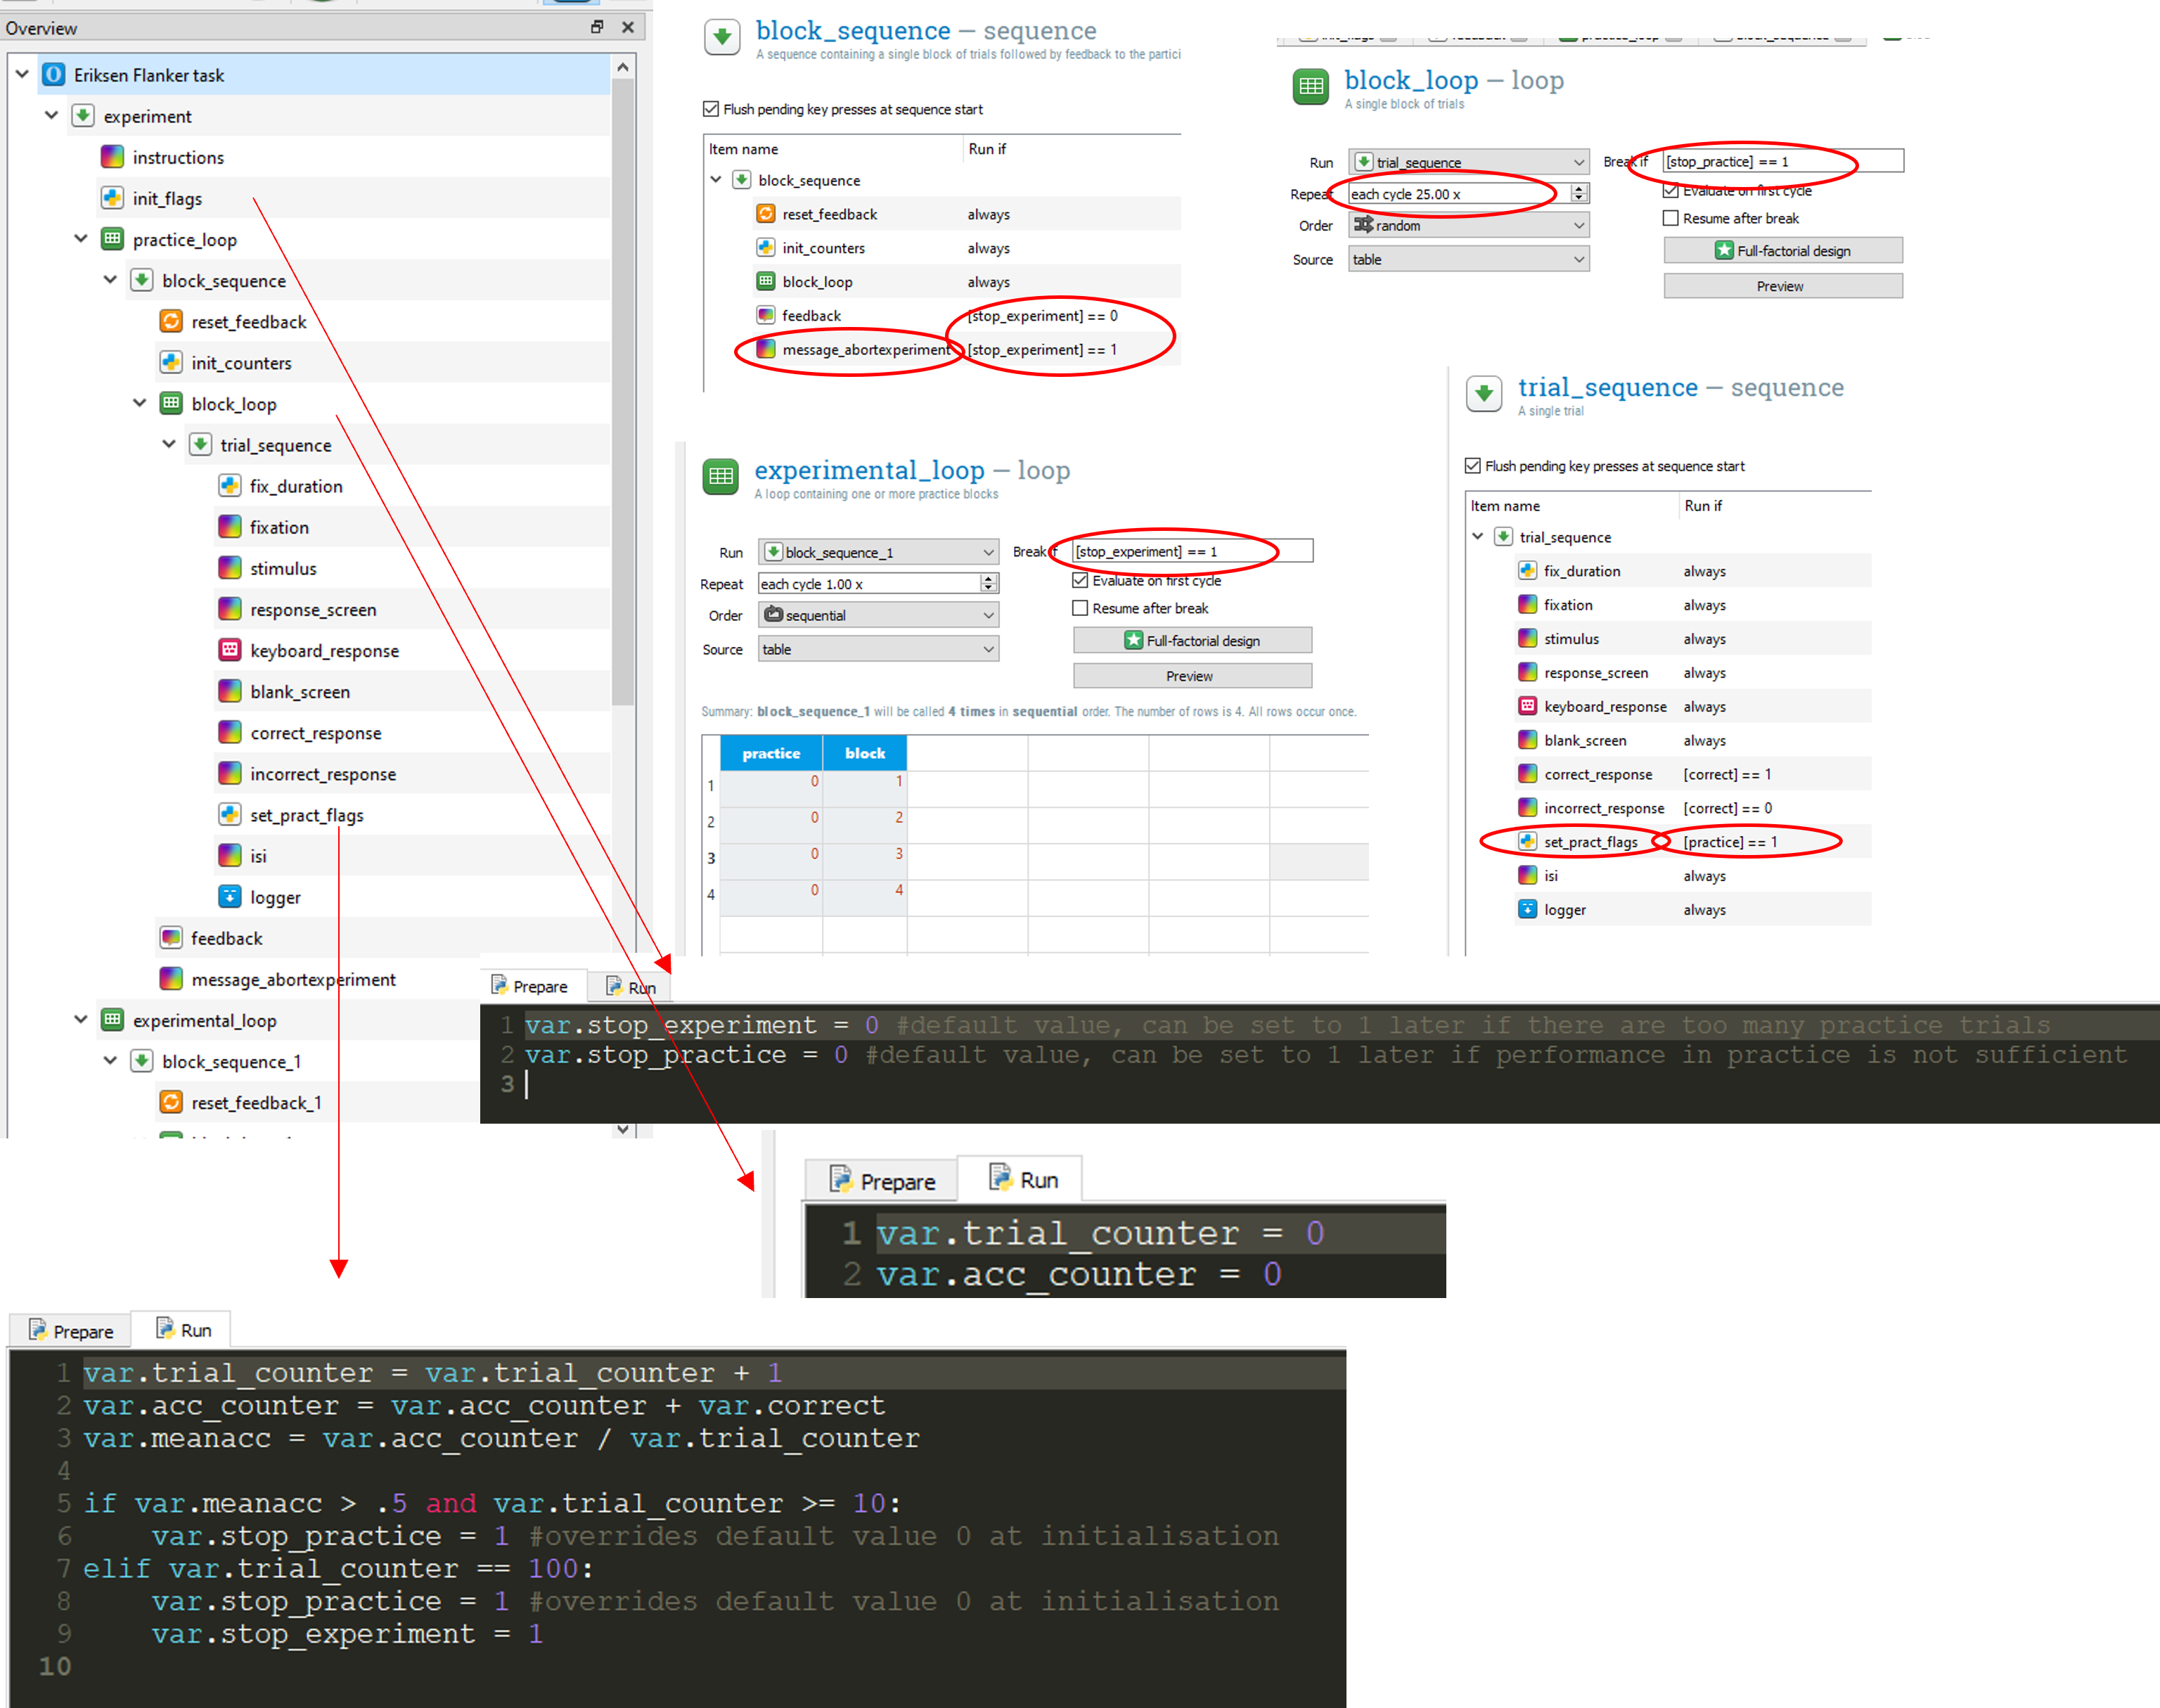 Overview
Eriksen Flanker task
experiment
instructions
init_flags
practice_loop
block_sequence
reset_feedback
init_counters
block_loop
trial_sequence
fix_duration
fixation
stimulus
response_screen
keyboard_response
blank_screen
correct_response
incorrect_response
set_pract_flags
isi
logger
feedback
message_abortexperiment
experimental_loop
block_sequence_1
reset_feedback_1
block_sequence — sequence
A sequence containing a single block of trials followed by feedback to the partici
Flush pending key presses at sequence start
Item name Run if
block_sequence
reset_feedback always
init_counters always
block_loop always
feedback [stop_experiment] == 0
message_abortexperiment [stop_experiment] == 1
block_loop — loop
A single block of trials
Run trial_sequence Break if [stop_practice] == 1
Repeat each cycle 25.00 x Evaluate on first cycle
Order random Resume after break
Full-factorial design
Source table
Preview
experimental_loop — loop
A loop containing one or more practice blocks
Run block_sequence_1 Break if [stop_experiment] == 1
Repeat each cycle 1.00 x Evaluate on first cycle
Order sequential Resume after break
Full-factorial design
Source table
Preview
Summary: block_sequence_1 will be called 4 times in sequential order. The number of rows is 4. All rows occur once.
practice block
1 0 1
2 0 2
3 0 3
4 0 4
trial_sequence — sequence
A single trial
Flush pending key presses at sequence start
Item name Run if
trial_sequence
fix_duration always
fixation always
stimulus always
response_screen always
keyboard_response always
blank_screen always
correct_response [correct] == 1
incorrect_response [correct] == 0
set_pract_flags [practice] == 1
isi always
logger always
Prepare Run
1 var.stop_experiment = 0 #default value, can be set to 1 later if there are too many practice trials
2 var.stop_practice = 0 #default value, can be set to 1 later if performance in practice is not sufficient
3
Prepare Run
1 var.trial_counter = 0
2 var.acc_counter = 0
Prepare Run
1 var.trial_counter = var.trial_counter + 1
2 var.acc_counter = var.acc_counter + var.correct
3 var.meanacc = var.acc_counter / var.trial_counter
4
5 if var.meanacc > .5 and var.trial_counter >= 10:
6 var.stop_practice = 1 #overrides default value 0 at initialisation
7 elif var.trial_counter == 100:
8 var.stop_practice = 1 #overrides default value 0 at initialisation
9 var.stop_experiment = 1
10